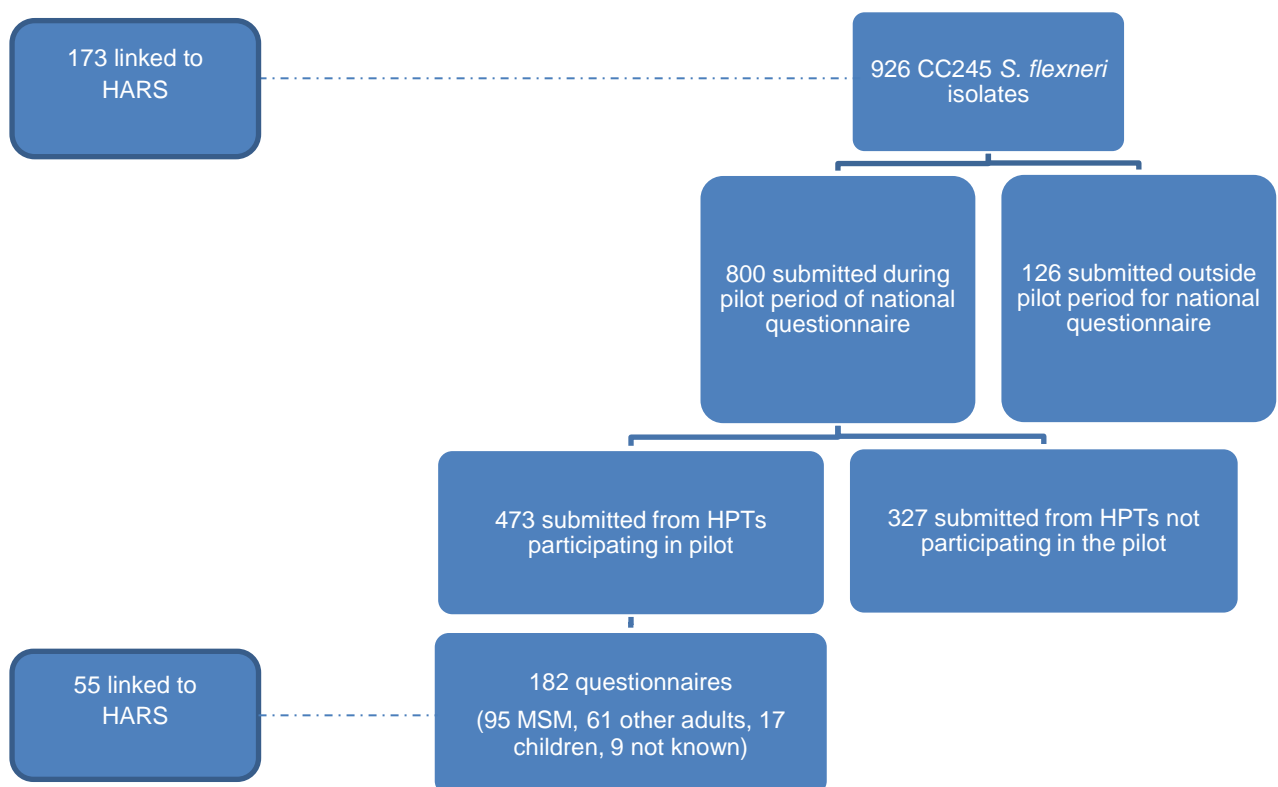 173 linked to
HARS
926 CC245 S. flexneri
isolates
800 submitted during
pilot period of national
questionnaire
126 submitted outside
pilot period for national
questionnaire
473 submitted from HPTs
participating in pilot
327 submitted from HPTs not
participating in the pilot
55 linked to
HARS
182 questionnaires
(95 MSM, 61 other adults, 17
children, 9 not known)